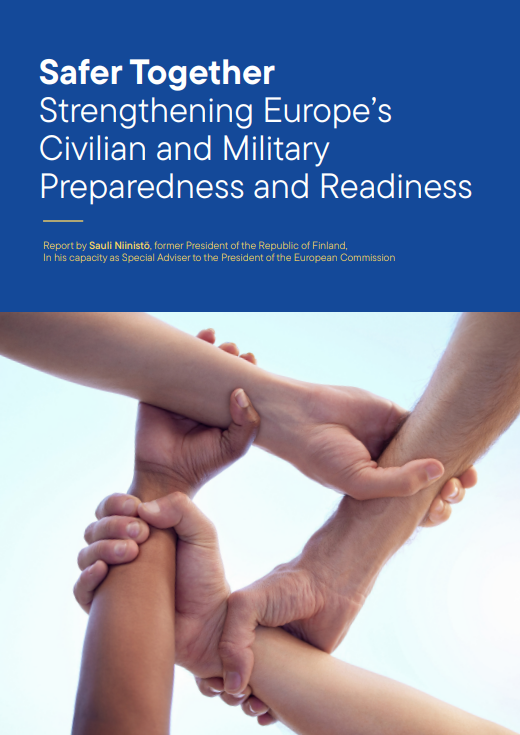 Safer Together
Strengthening Europe’s
Civilian and Military
Preparedness and Readiness
Report by Sauli Niinistö, former President of the Republic of Finland,
In his capacity as Special Adviser to the President of the European Commission